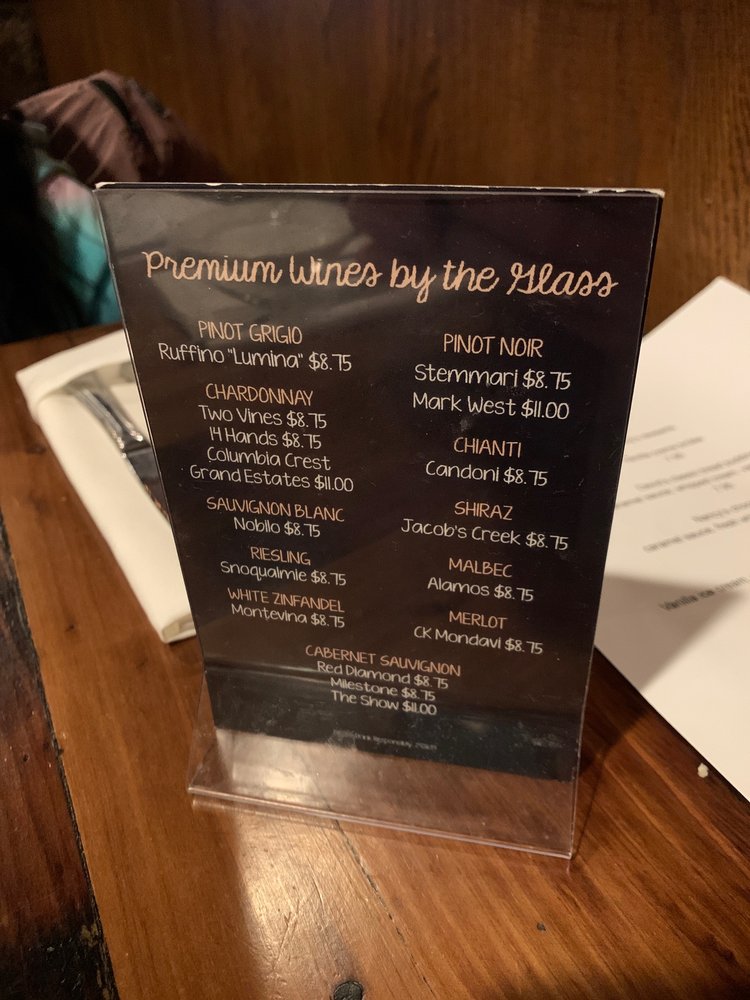 Premium Wines by the Glass
PINOT GRIGIO
Ruffino "Lumina" $8.75
CHARDONNAY
Two Vines $8.75
14 Hands $8.75
Columbia Crest
Grand Estates $11.00
SAUVIGNON BLANC
Nobilo $8.75
RIESLING
Snoqualmie $8.75
WHITE ZINFANDEL
Montevina $8.75
PINOT NOIR
Stemmari $8.75
Mark West $11.00
CHIANTI
Candoni $8.75
SHIRAZ
Jacob's Creek $8.75
MALBEC
Alamos $8.75
MERLOT
CK Mondavi $8.75
CABERNET SAUVIGNON
Red Diamond $8.75
Milestone $8.75
The Show $11.00
Drink Responsibly
Vanilla ice